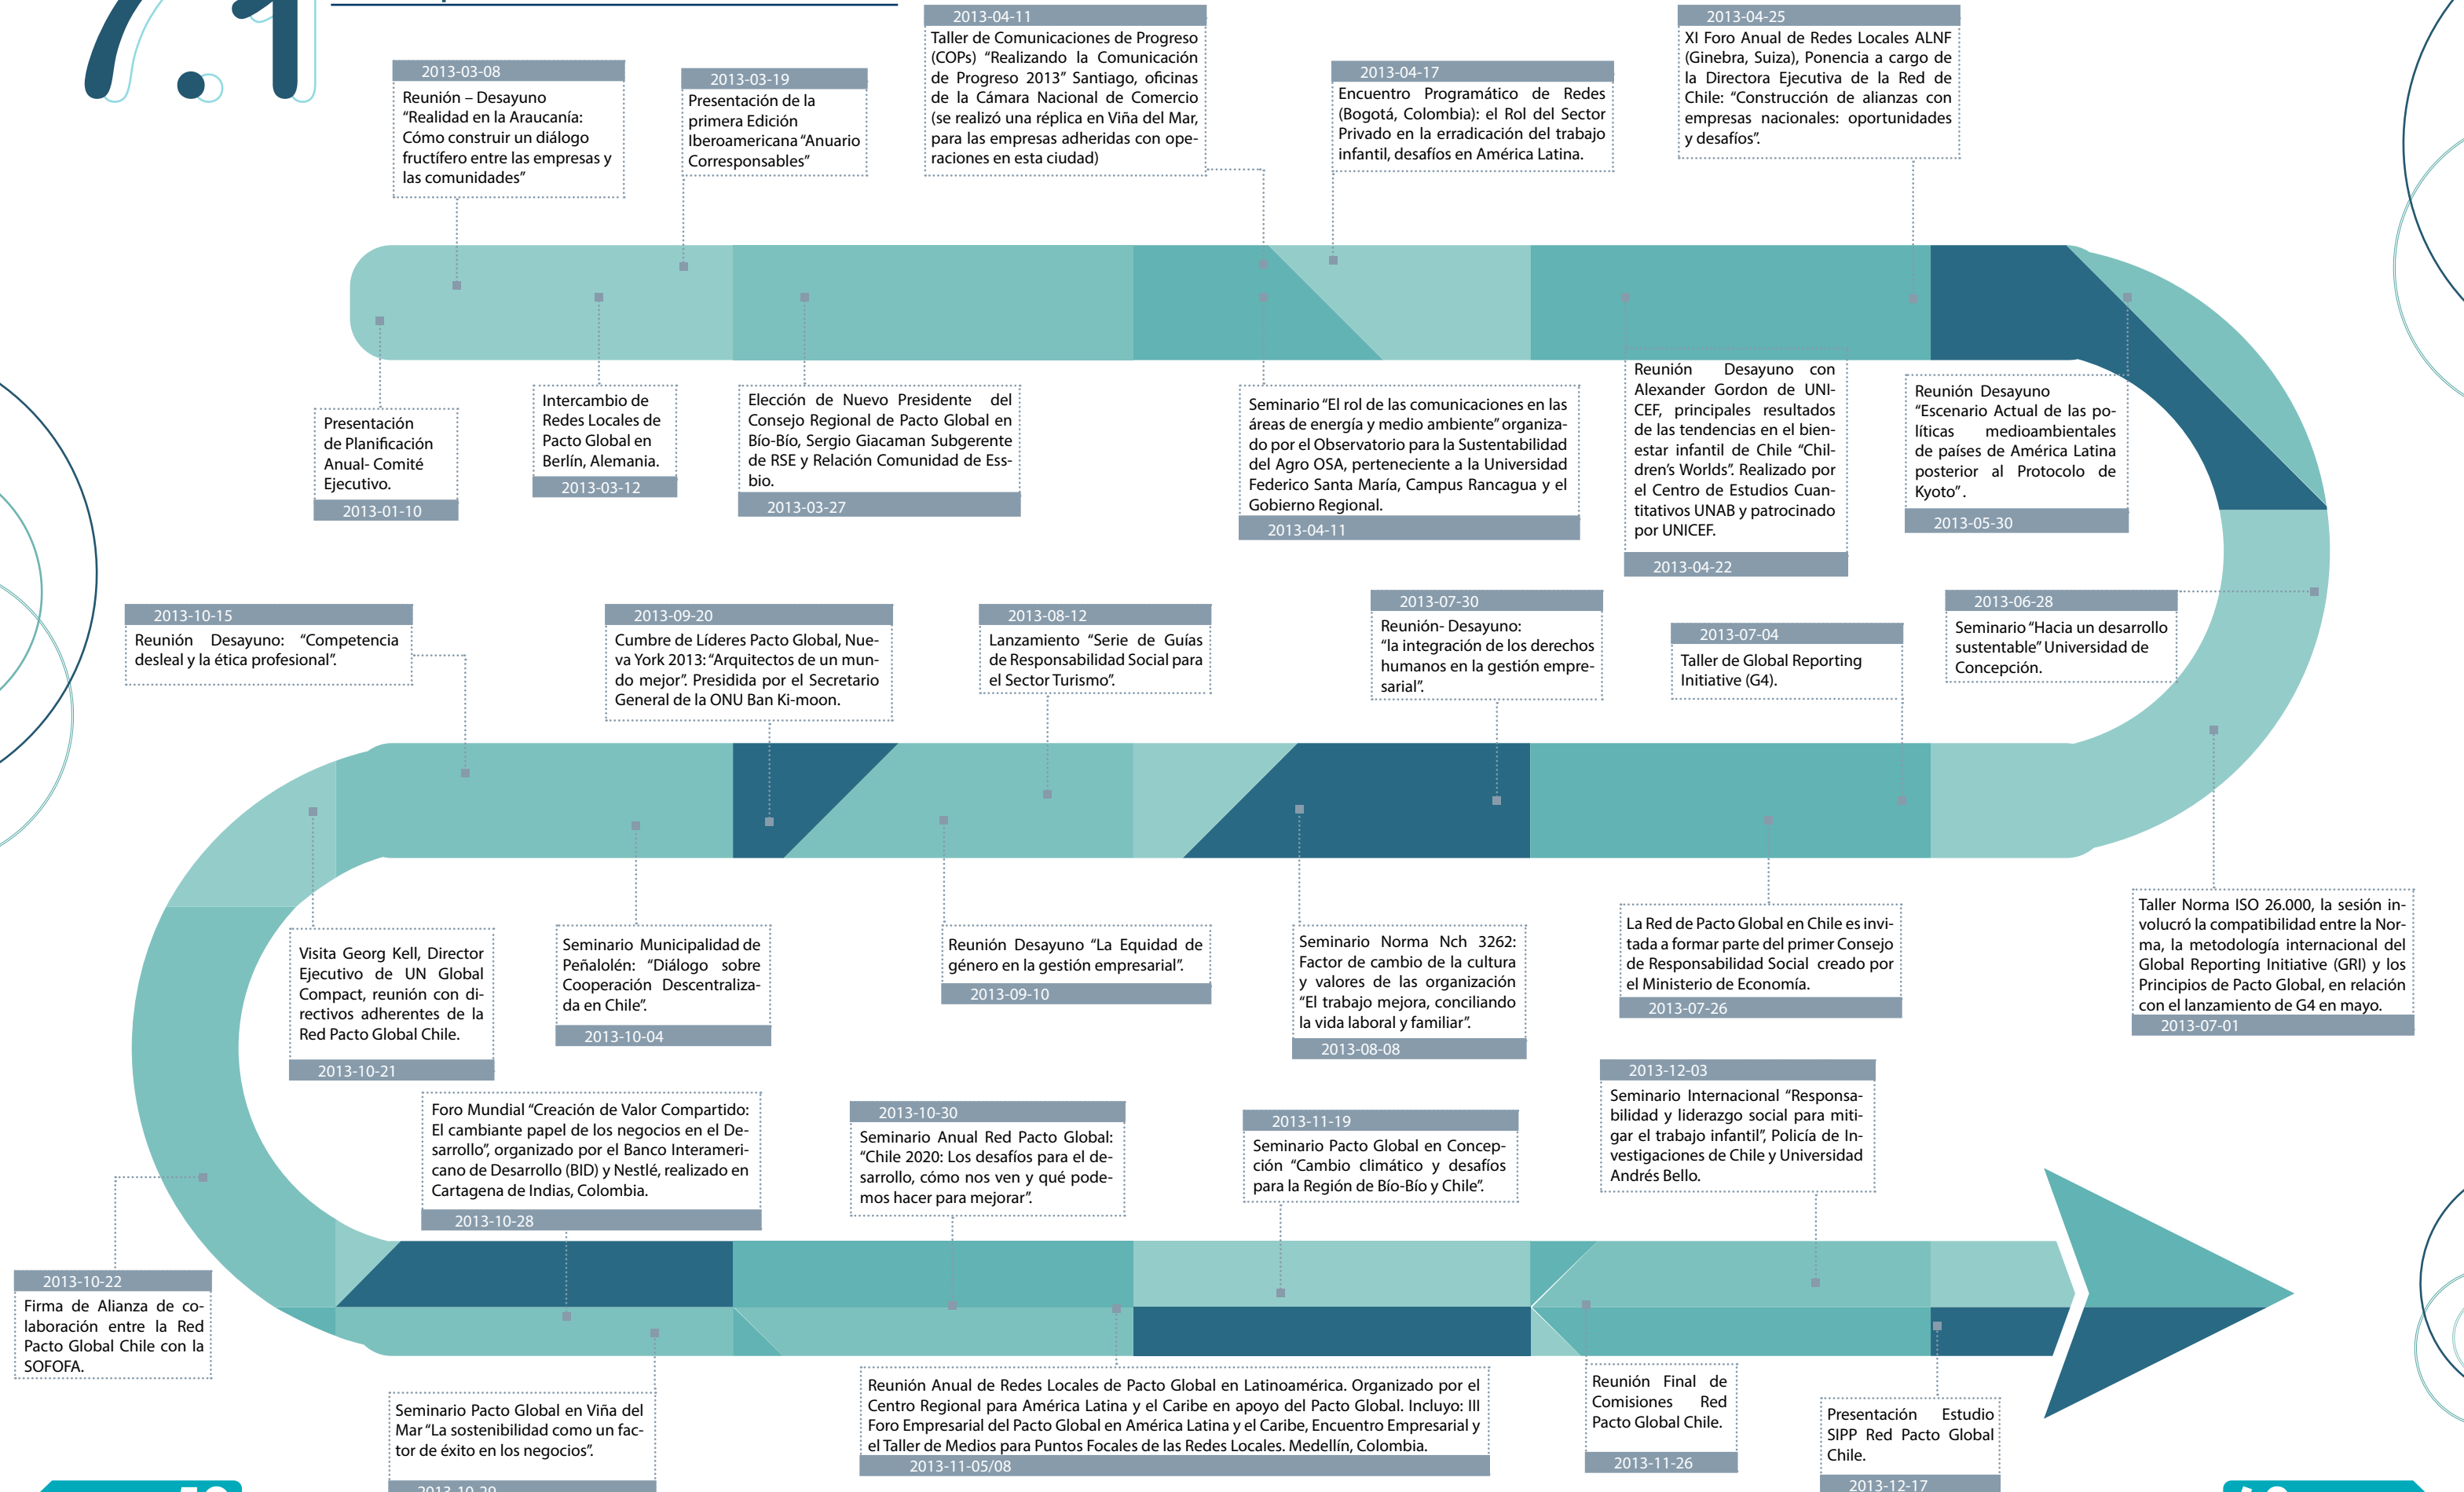 7.1
2013-03-08
Reunión – Desayuno
“Realidad en la Araucanía:
Cómo construir un diálogo
fructífero entre las empresas y
las comunidades”
2013-03-19
Presentación de la
primera Edición
Iberoamericana “Anuario
Corresponsables”
2013-04-11
Taller de Comunicaciones de Progreso
(COPs) “Realizando la Comunicación
de Progreso 2013” Santiago, oficinas
de la Cámara Nacional de Comercio
(se realizó una réplica en Viña del Mar,
para las empresas adheridas con ope-
raciones en esta ciudad)
2013-04-17
Encuentro Programático de Redes
(Bogotá, Colombia): el Rol del Sector
Privado en la erradicación del trabajo
infantil, desafíos en América Latina.
2013-04-25
XI Foro Anual de Redes Locales ALNF
(Ginebra, Suiza), Ponencia a cargo de
la Directora Ejecutiva de la Red de
Chile: “Construcción de alianzas con
empresas nacionales: oportunidades
y desafíos”.
Presentación
de Planificación
Anual- Comité
Ejecutivo.
2013-01-10
Intercambio de
Redes Locales de
Pacto Global en
Berlín, Alemania.
2013-03-12
Elección de Nuevo Presidente del
Consejo Regional de Pacto Global en
Bío-Bío, Sergio Giacaman Subgerente
de RSE y Relación Comunidad de Ess-
bio.
2013-03-27
Seminario “El rol de las comunicaciones en las
áreas de energía y medio ambiente” organiza-
do por el Observatorio para la Sustentabilidad
del Agro OSA, perteneciente a la Universidad
Federico Santa María, Campus Rancagua y el
Gobierno Regional.
2013-04-11
Reunión Desayuno con
Alexander Gordon de UNI-
CEF, principales resultados
de las tendencias en el bien-
estar infantil de Chile “Chil-
dren’s Worlds”. Realizado por
el Centro de Estudios Cuan-
titativos UNAB y patrocinado
por UNICEF.
2013-04-22
Reunión Desayuno
“Escenario Actual de las po-
líticas medioambientales
de países de América Latina
posterior al Protocolo de
Kyoto” .
2013-05-30
2013-10-15
Reunión Desayuno: “Competencia
desleal y la ética profesional”.
2013-09-20
Cumbre de Líderes Pacto Global, Nue-
va York 2013: “Arquitectos de un mun-
do mejor”. Presidida por el Secretario
General de la ONU Ban Ki-moon.
2013-08-12
Lanzamiento “Serie de Guías
de Responsabilidad Social para
el Sector Turismo”.
2013-07-30
Reunión- Desayuno:
“la integración de los derechos
humanos en la gestión empre-
sarial”.
2013-07-04
Taller de Global Reporting
Initiative (G4).
2013-06-28
Seminario “Hacia un desarrollo
sustentable” Universidad de
Concepción.
Visita Georg Kell, Director
Ejecutivo de UN Global
Compact, reunión con di-
rectivos adherentes de la
Red Pacto Global Chile.
2013-10-21
Seminario Municipalidad de
Peñalolén: “Diálogo sobre
Cooperación Descentraliza-
da en Chile”.
2013-10-04
Reunión Desayuno “La Equidad de
género en la gestión empresarial”.
2013-09-10
Seminario Norma Nch 3262:
Factor de cambio de la cultura
y valores de las organización
“El trabajo mejora, conciliando
la vida laboral y familiar”.
2013-08-08
La Red de Pacto Global en Chile es invi-
tada a formar parte del primer Consejo
de Responsabilidad Social creado por
el Ministerio de Economía.
2013-07-26
Taller Norma ISO 26.000, la sesión in-
volucró la compatibilidad entre la Nor-
ma, la metodología internacional del
Global Reporting Initiative (GRI) y los
Principios de Pacto Global, en relación
con el lanzamiento de G4 en mayo.
2013-07-01
Foro Mundial “Creación de Valor Compartido:
El cambiante papel de los negocios en el De-
sarrollo”, organizado por el Banco Interameri-
cano de Desarrollo (BID) y Nestlé, realizado en
Cartagena de Indias, Colombia.
2013-10-28
2013-10-30
Seminario Anual Red Pacto Global:
“Chile 2020: Los desafíos para el de-
sarrollo, cómo nos ven y qué pode-
mos hacer para mejorar”.
2013-11-19
Seminario Pacto Global en Concep-
ción “Cambio climático y desafíos
para la Región de Bío-Bío y Chile”.
2013-12-03
Seminario Internacional “Responsa-
bilidad y liderazgo social para miti-
gar el trabajo infantil”, Policía de In-
vestigaciones de Chile y Universidad
Andrés Bello.
2013-10-22
Firma de Alianza de co-
laboración entre la Red
Pacto Global Chile con la
SOFOFA.
Seminario Pacto Global en Viña del
Mar “La sostenibilidad como un fac-
tor de éxito en los negocios”.
2013-10-29
Reunión Anual de Redes Locales de Pacto Global en Latinoamérica. Organizado por el
Centro Regional para América Latina y el Caribe en apoyo del Pacto Global. Incluyo: III
Foro Empresarial del Pacto Global en América Latina y el Caribe, Encuentro Empresarial y
el Taller de Medios para Puntos Focales de las Redes Locales. Medellín, Colombia.
2013-11-05/08
Reunión Final de
Comisiones Red
Pacto Global Chile.
2013-11-26
Presentación Estudio
SIPP Red Pacto Global
Chile.
2013-12-17